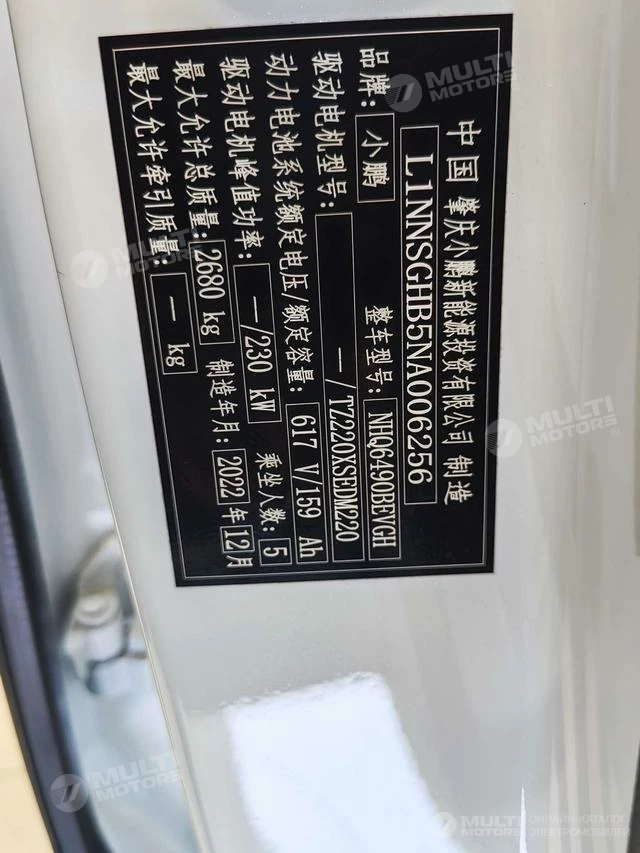 中国 肇庆小鹏新能源投资有限公司 制造
L1NNSGHB5NA006256
品牌: 小鹏 整车型号: NHQ6490BEVGH
驱动电机型号: —/TZ220XSEDM220
动力电池系统额定电压/额定容量: 617 V/159 Ah
驱动电机峰值功率: —/230 kW 乘坐人数: 5
最大允许总质量: 2680 kg 制造年月: 2022 年 12 月
最大允许牵引质量: — kg
MULTI MOTORS
MULTI MOTORS
MULTI MOTORS
MULTI MOTORS
MULTI MOTORS
ОНЛАЙН-КАТАЛОГ
ЭЛЕКТРОМОБИЛЕЙ